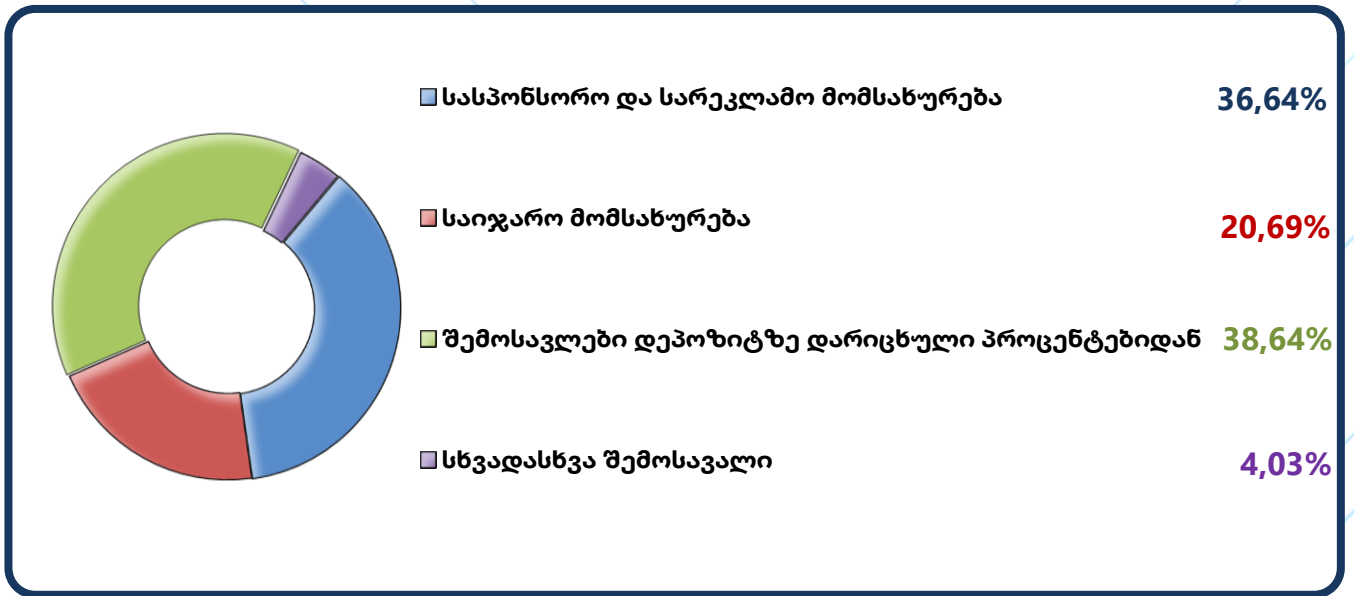 სასპონსორო და სარეკლამო მომსახურება 36,64%
საიჯარო მომსახურება 20,69%
შემოსავლები დეპოზიტზე დარიცხული პროცენტებიდან 38,64%
სხვადასხვა შემოსავალი 4,03%